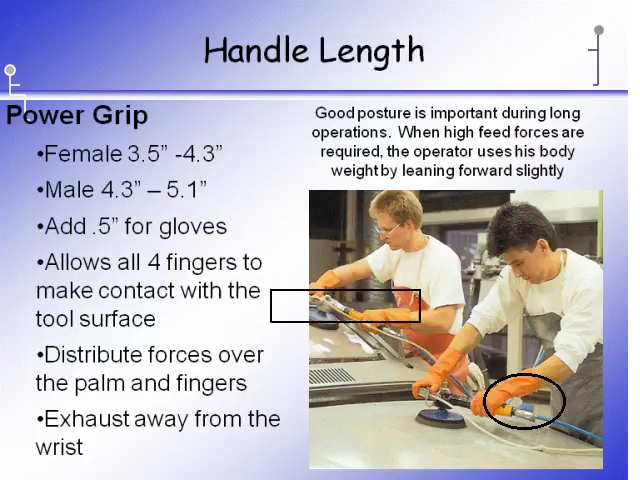 Handle Length
Power Grip
•Female 3.5” -4.3”
•Male 4.3” – 5.1”
•Add .5” for gloves
•Allows all 4 fingers to
make contact with the
tool surface
•Distribute forces over
the palm and fingers
•Exhaust away from the
wrist
Good posture is important during long
operations. When high feed forces are
required, the operator uses his body
weight by leaning forward slightly